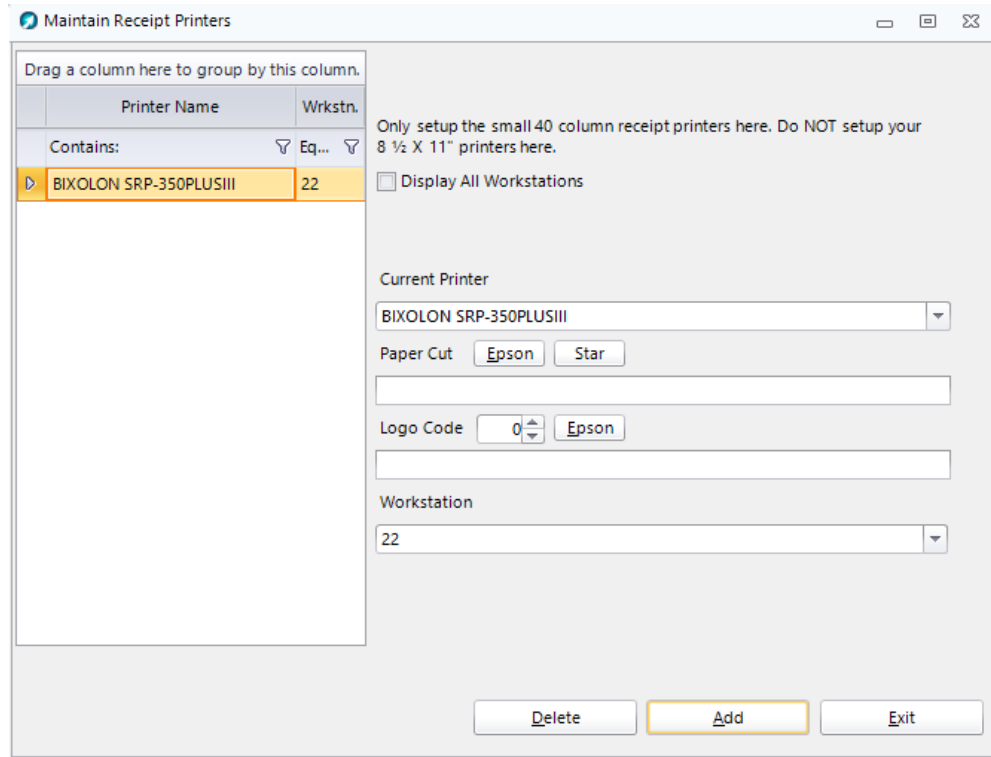 Maintain Receipt Printers
Drag a column here to group by this column.
Printer Name Wrkstn.
Contains: Eq...
BIXOLON SRP-350PLUSIII 22
Only setup the small 40 column receipt printers here. Do NOT setup your
8 ½ X 11" printers here.
Display All Workstations
Current Printer
BIXOLON SRP-350PLUSIII
Paper Cut Epson Star
Logo Code 0 Epson
Workstation
22
Delete Add Exit